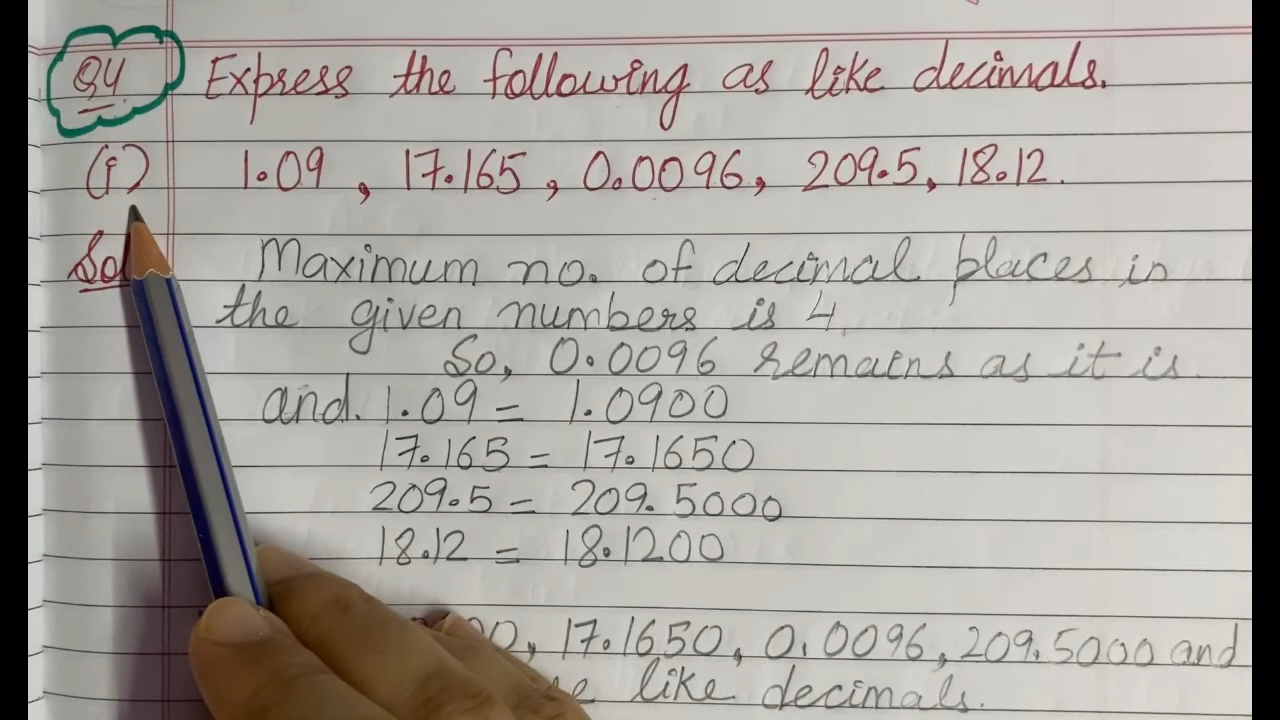 Q4 Express the following as like decimals.
(i) 1.09, 17.165, 0.0096, 209.5, 18.12.
Sol Maximum no. of decimal places in
the given numbers is 4.
So, 0.0096 remains as it is
and. 1.09 = 1.0900
17.165 = 17.1650
209.5 = 209.5000
18.12 = 18.1200
17.1650, 0.0096, 209.5000 and
like decimals.